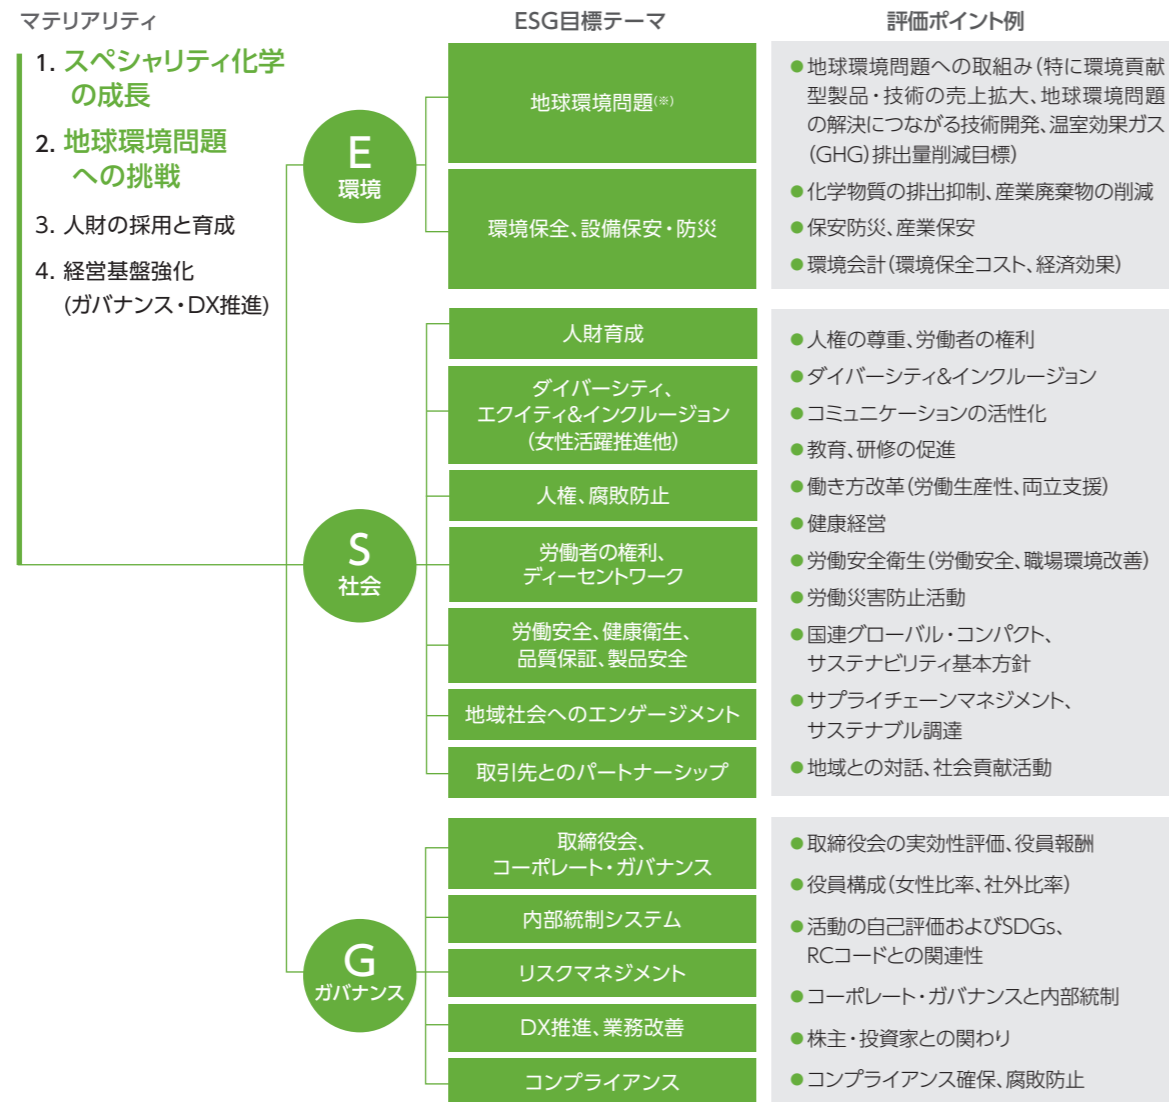 マテリアリティ
ESG目標テーマ
評価ポイント例
1. スペシャリティ化学
の成長
2. 地球環境問題
への挑戦
3. 人財の採用と育成
4. 経営基盤強化
(ガバナンス・DX推進)
E
環境
地球環境問題(※)
環境保全、設備保安・防災
●地球環境問題への取組み(特に環境貢献
型製品・技術の売上拡大、地球環境問題
の解決につながる技術開発、温室効果ガス
(GHG)排出量削減目標)
●化学物質の排出抑制、産業廃棄物の削減
●保安防災、産業保安
●環境会計(環境保全コスト、経済効果)
S
社会
人財育成
ダイバーシティ、
エクイティ&インクルージョン
(女性活躍推進他)
人権、腐敗防止
労働者の権利、
ディーセントワーク
労働安全、健康衛生、
品質保証、製品安全
地域社会へのエンゲージメント
取引先とのパートナーシップ
●人権の尊重、労働者の権利
●ダイバーシティ&インクルージョン
●コミュニケーションの活性化
●教育、研修の促進
●働き方改革(労働生産性、両立支援)
●健康経営
●労働安全衛生(労働安全、職場環境改善)
●労働災害防止活動
●国連グローバル・コンパクト、
サステナビリティ基本方針
●サプライチェーンマネジメント、
サステナブル調達
●地域との対話、社会貢献活動
G
ガバナンス
取締役会、
コーポレート・ガバナンス
内部統制システム
リスクマネジメント
DX推進、業務改善
コンプライアンス
●取締役会の実効性評価、役員報酬
●役員構成(女性比率、社外比率)
●活動の自己評価およびSDGs、
RCコードとの関連性
●コーポレート・ガバナンスと内部統制
●株主・投資家との関わり
●コンプライアンス確保、腐敗防止